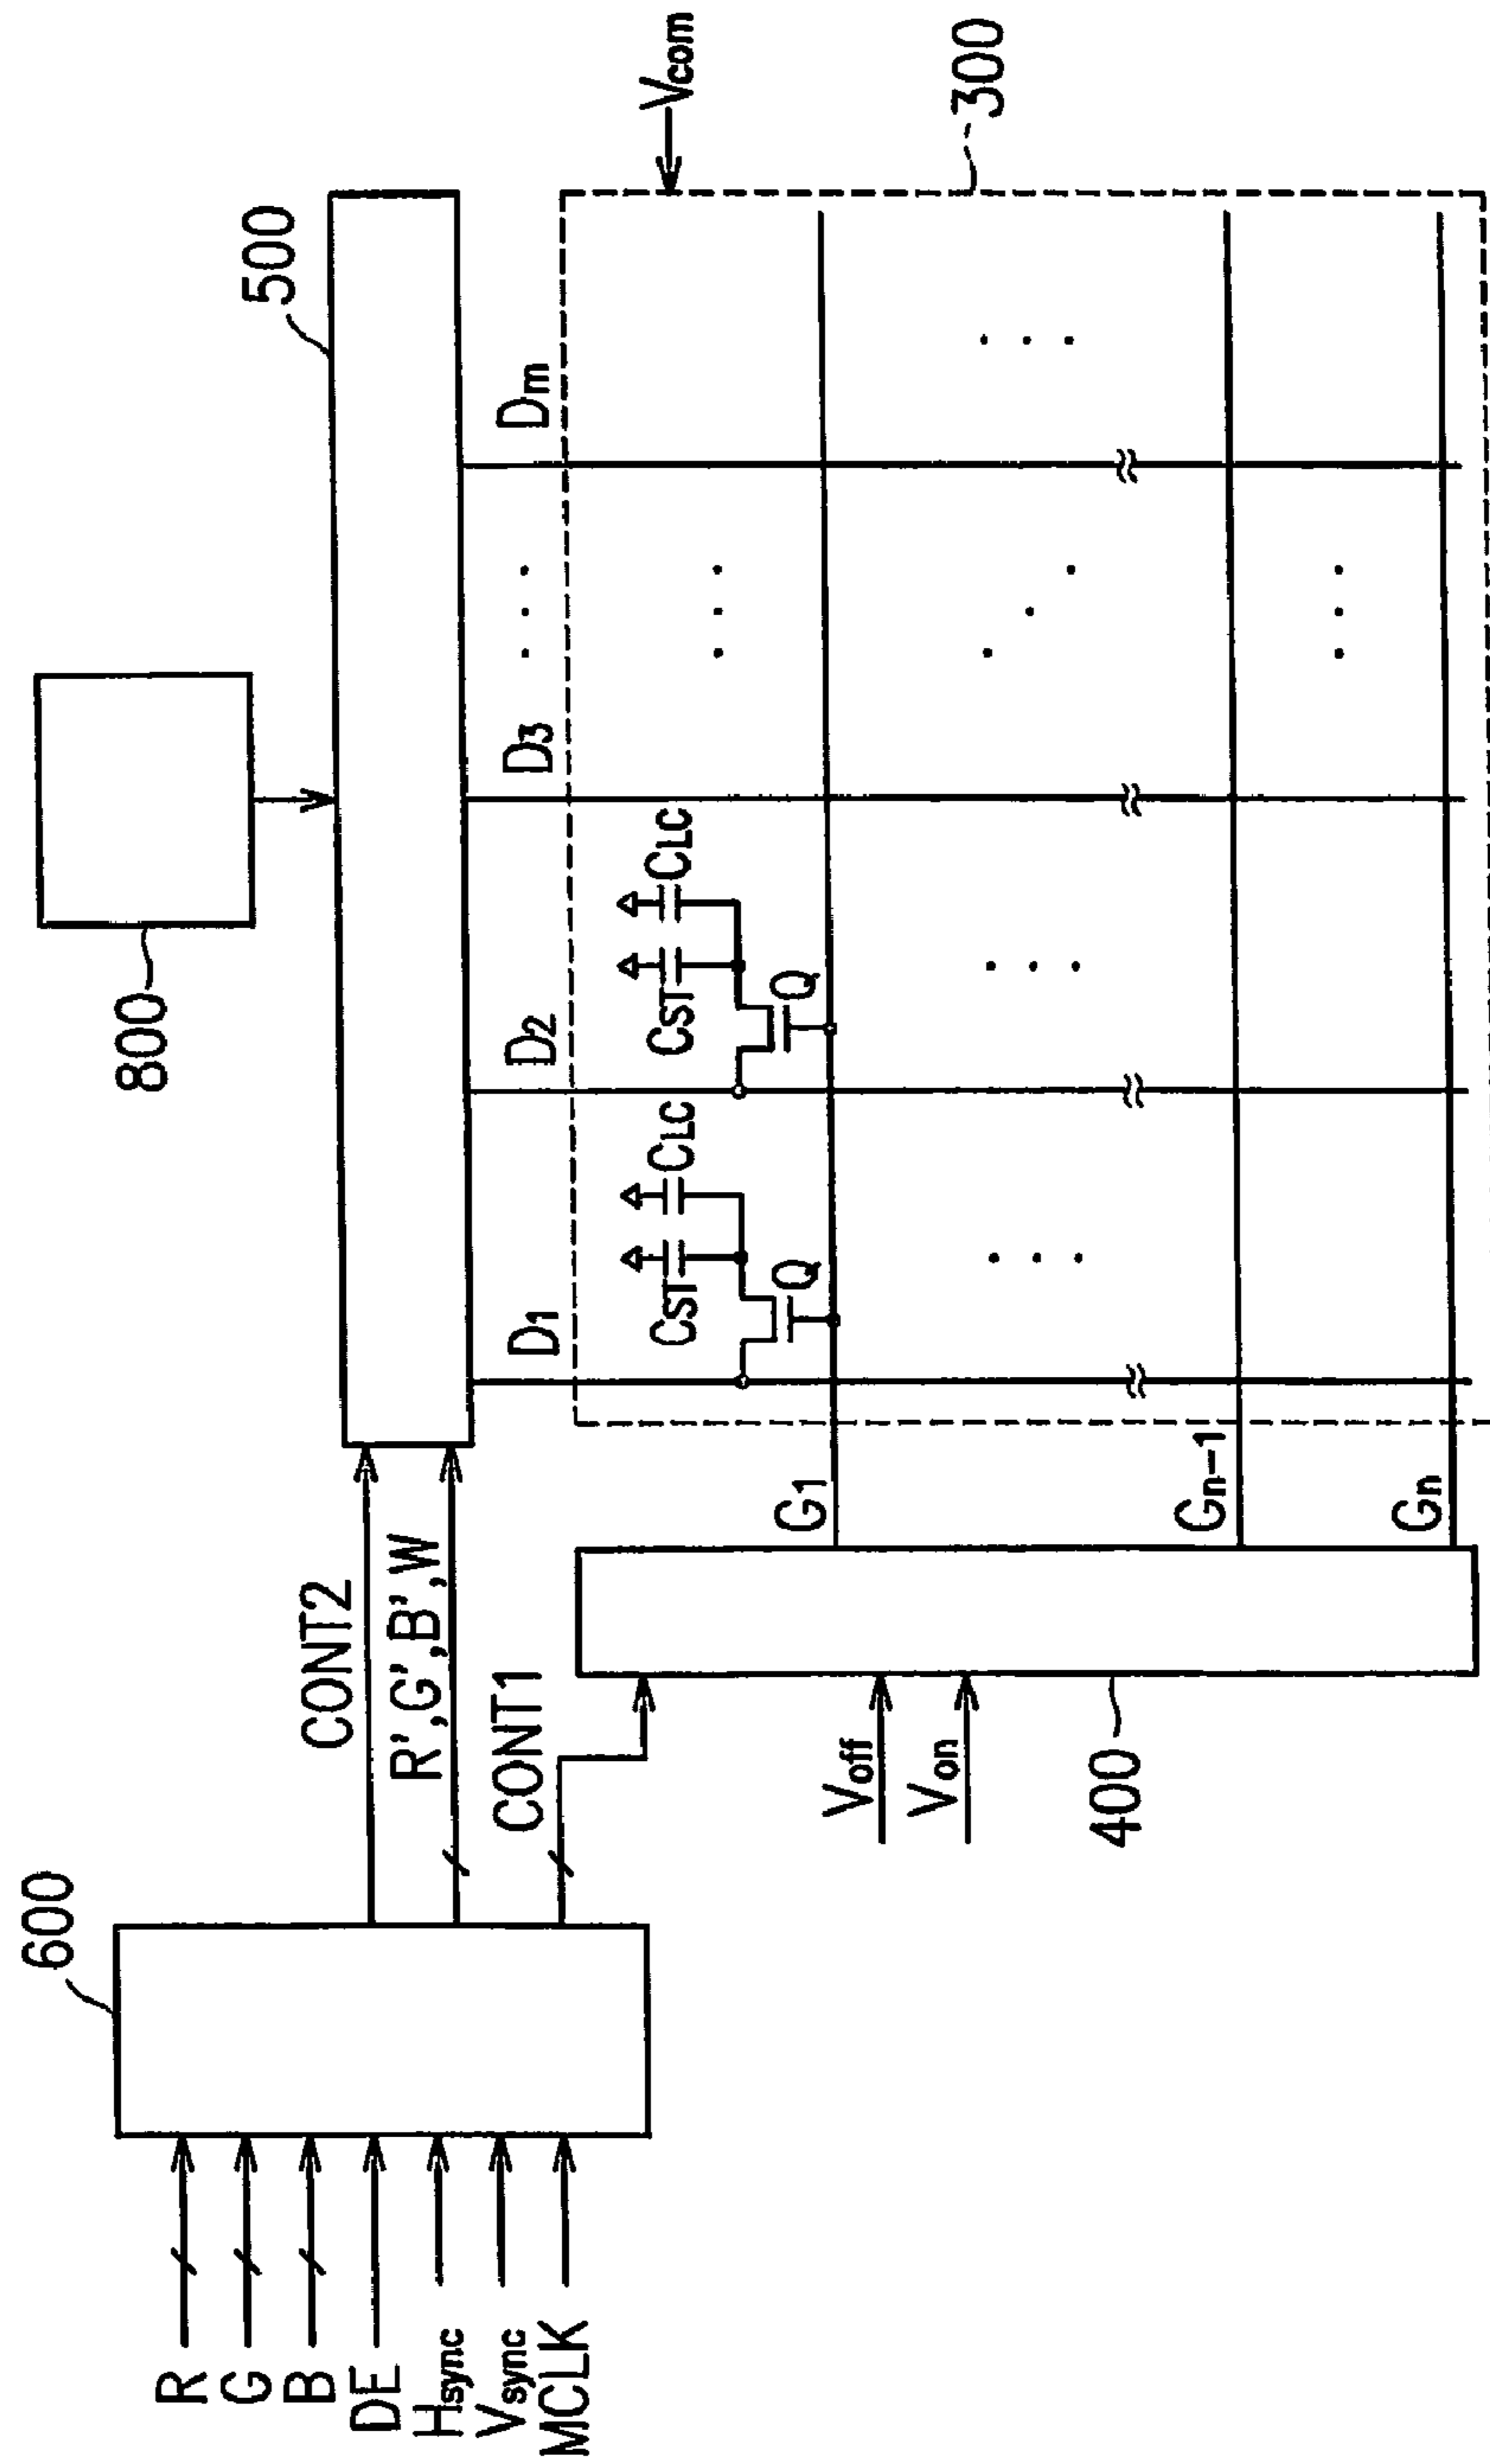 800
500
600
CONT2
R',G',B',W
CONT1
R
G
B
DE
Hsync
Vsync
MCLK
D1
D2
D3
Dm
Vcom
CST
CLC
CST
CLC
Q
Q
G1
Voff
Von
Gn-1
Gn
400
300